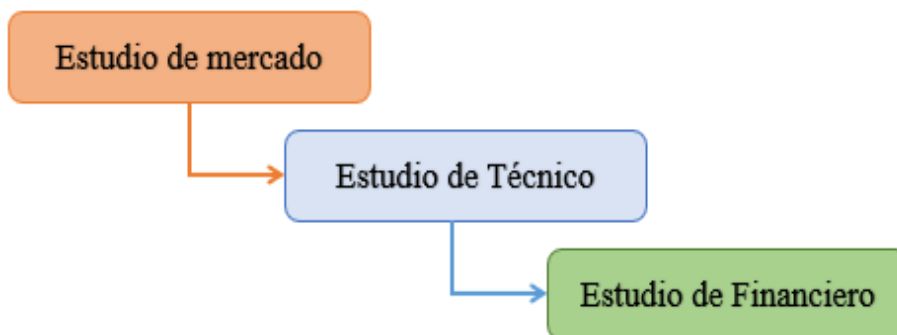 Estudio de mercado
Estudio de Técnico
Estudio de Financiero